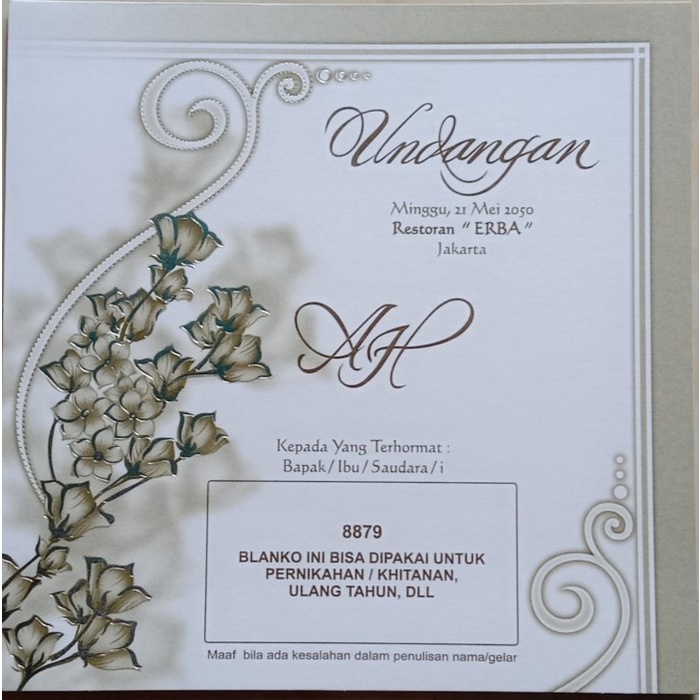 Undangan
Minggu, 21 Mei 2050
Restoran "ERBA"
Jakarta
AH
Kepada Yang Terhormat :
Bapak/Ibu/Saudara/i
8879
BLANKO INI BISA DIPAKAI UNTUK
PERNIKAHAN / KHITANAN,
ULANG TAHUN, DLL
Maaf bila ada kesalahan dalam penulisan nama/gelar